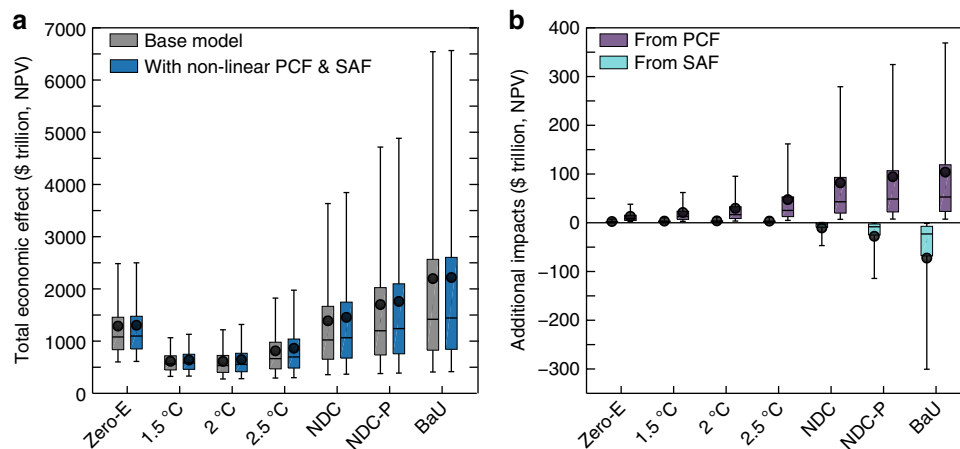 a
Total economic effect ($ trillion, NPV)
7000
6000
5000
4000
3000
2000
1000
0
Base model
With non-linear PCF & SAF
Zero-E
1.5 °C
2 °C
2.5 °C
NDC
NDC-P
BaU
b
Additional impacts ($ trillion, NPV)
400
300
200
100
0
−100
−200
−300
From PCF
From SAF
Zero-E
1.5 °C
2 °C
2.5 °C
NDC
NDC-P
BaU